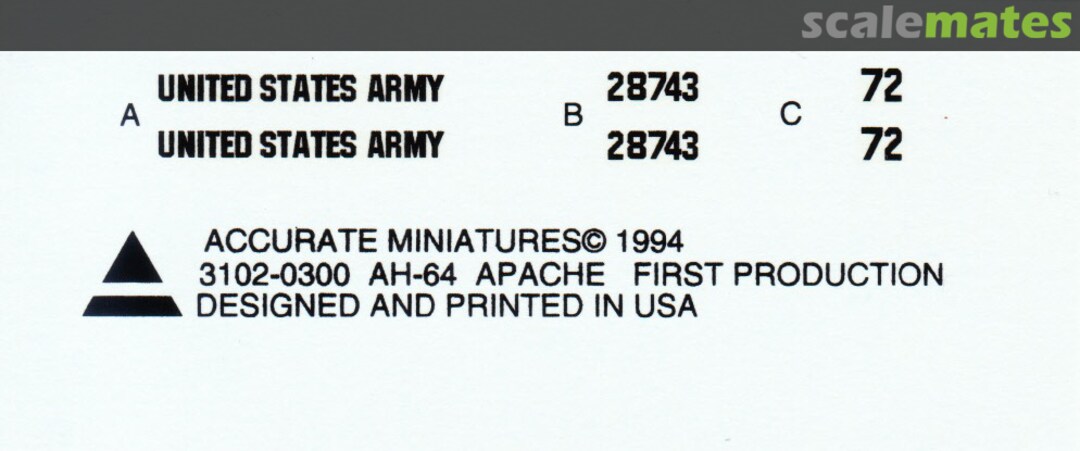 scalemates
UNITED STATES ARMY 28743 72
A B C
UNITED STATES ARMY 28743 72
ACCURATE MINIATURES© 1994
3102-0300 AH-64 APACHE FIRST PRODUCTION
DESIGNED AND PRINTED IN USA